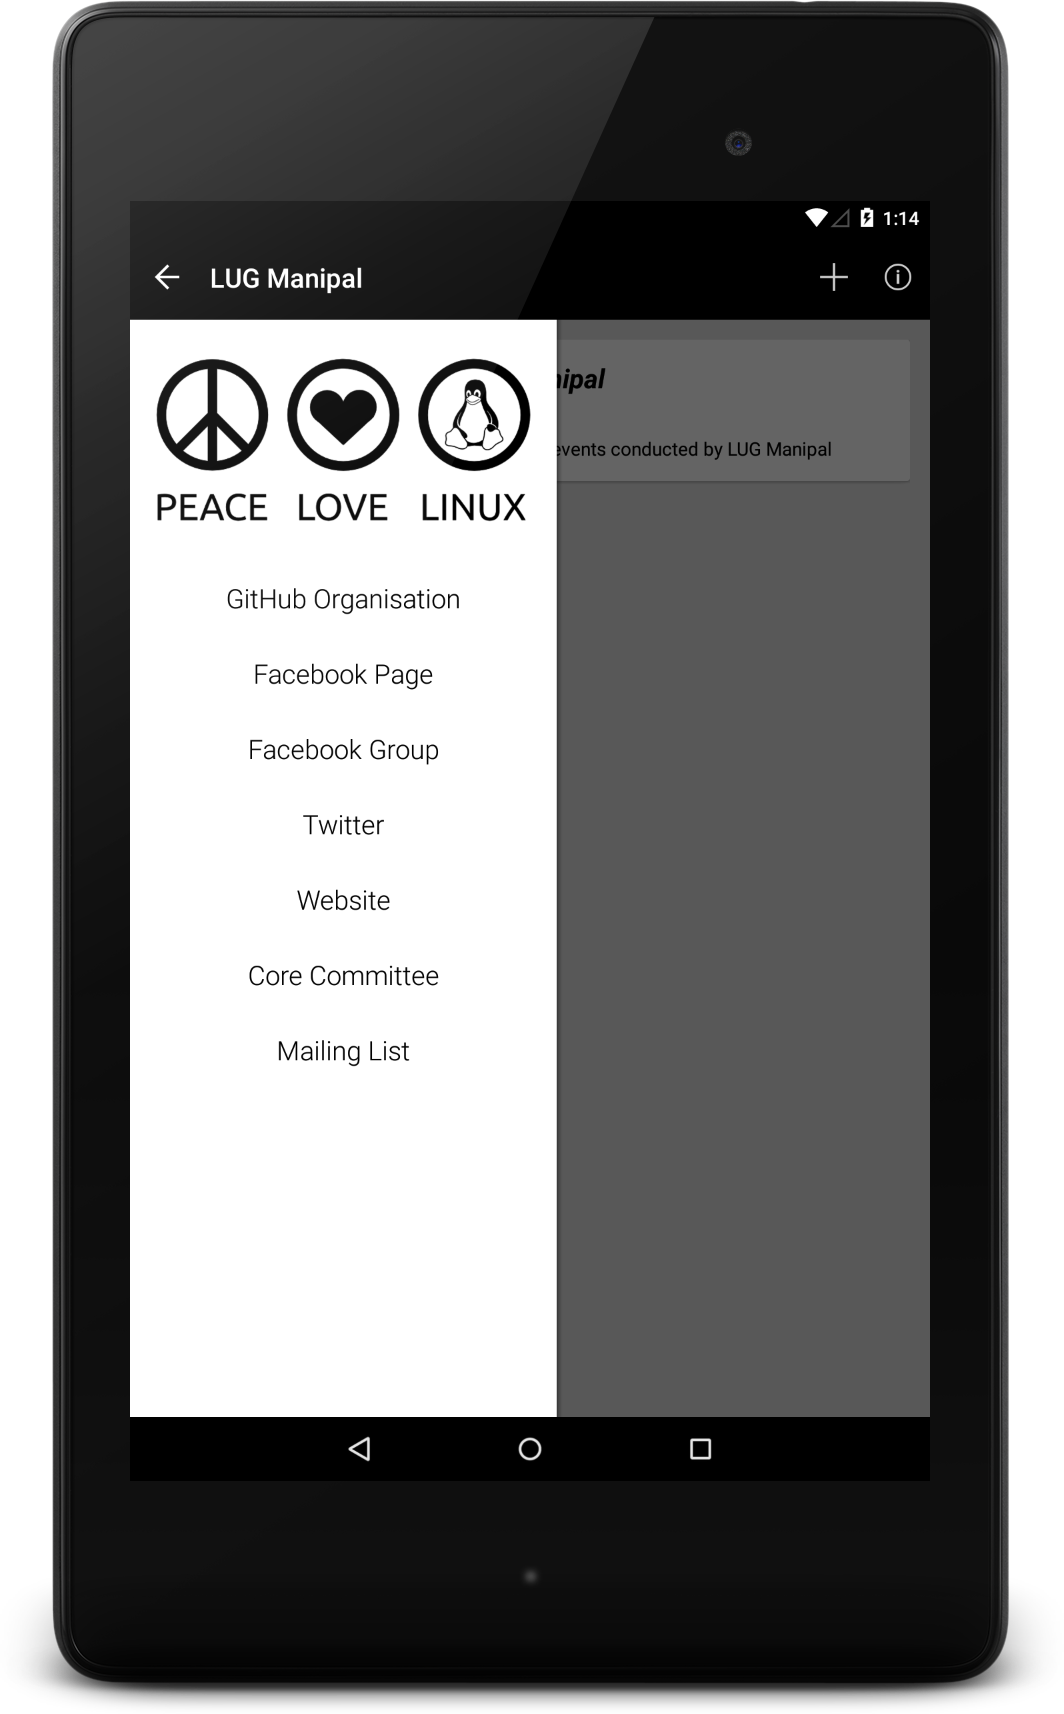 1:14
LUG Manipal
PEACE LOVE LINUX
events conducted by LUG Manipal
GitHub Organisation
Facebook Page
Facebook Group
Twitter
Website
Core Committee
Mailing List